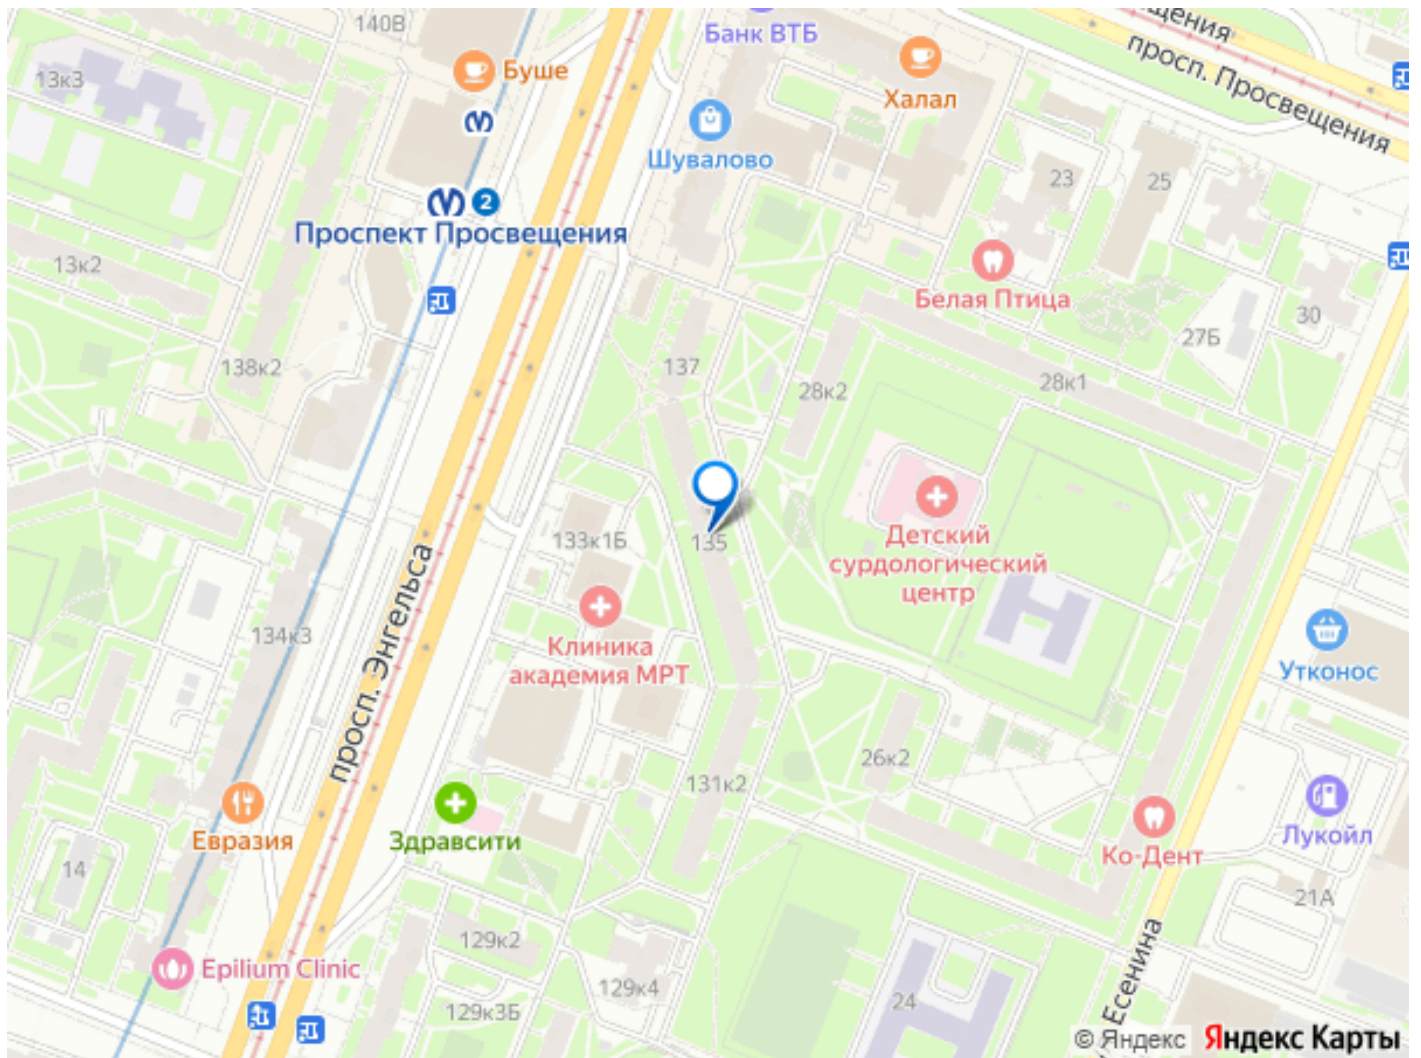 140В
Банк ВТБ
щения
просп. Просвещения
13к3
Буше
Халал
Шувалово
23
25
2
Проспект Просвещения
13к2
Белая Птица
30
27Б
138к2
137
28к2
28к1
133к1Б
135
Детский
сурдологический
центр
просп. Энгельса
134к3
Клиника
академия МРТ
Утконос
26к2
131к2
Евразия
Здравсити
Лукойл
Ко-Дент
14
21А
129к2
Есенина
Epilium Clinic
129к4
24
129к3Б
© Яндекс Яндекс Карты